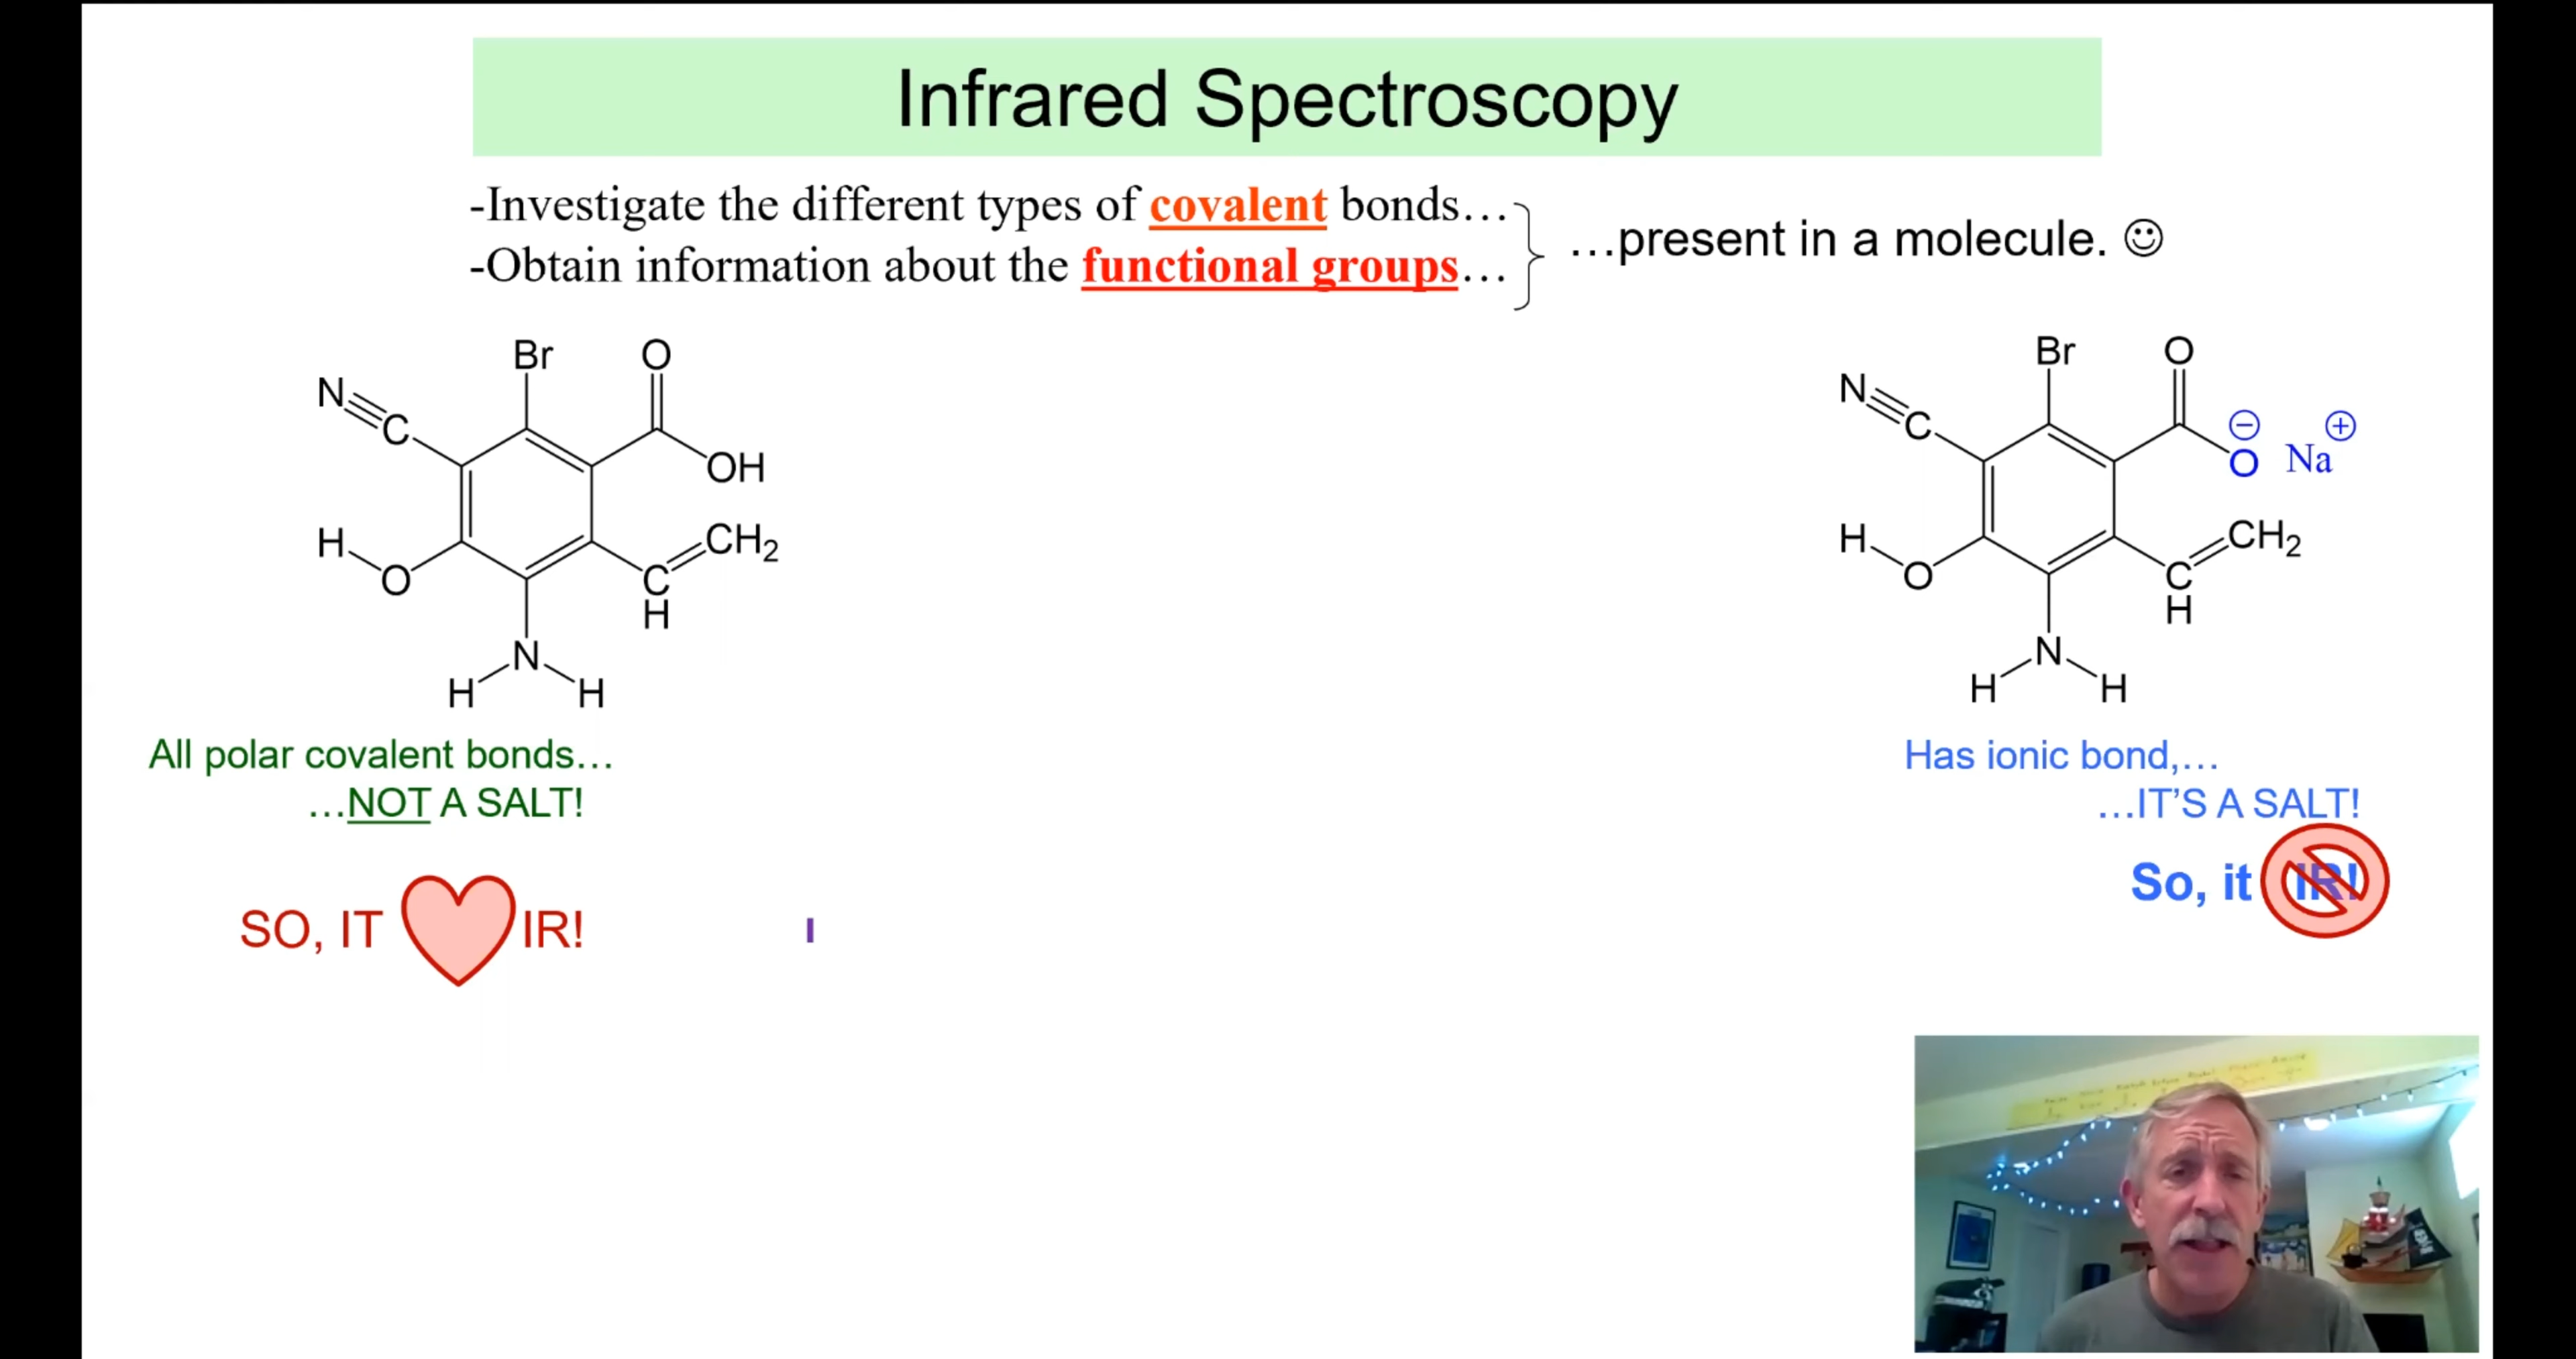 Infrared Spectroscopy
-Investigate the different types of covalent bonds…
-Obtain information about the functional groups…
…present in a molecule. ☺
Br
O
N
C
OH
H
O
CH₂
C
H
N
H
H
All polar covalent bonds…
…NOT A SALT!
SO, IT
IR!
Br
O
N
C
⊖
⊕
O
Na
H
O
CH₂
C
H
N
H
H
Has ionic bond,…
…IT’S A SALT!
So, it IR!